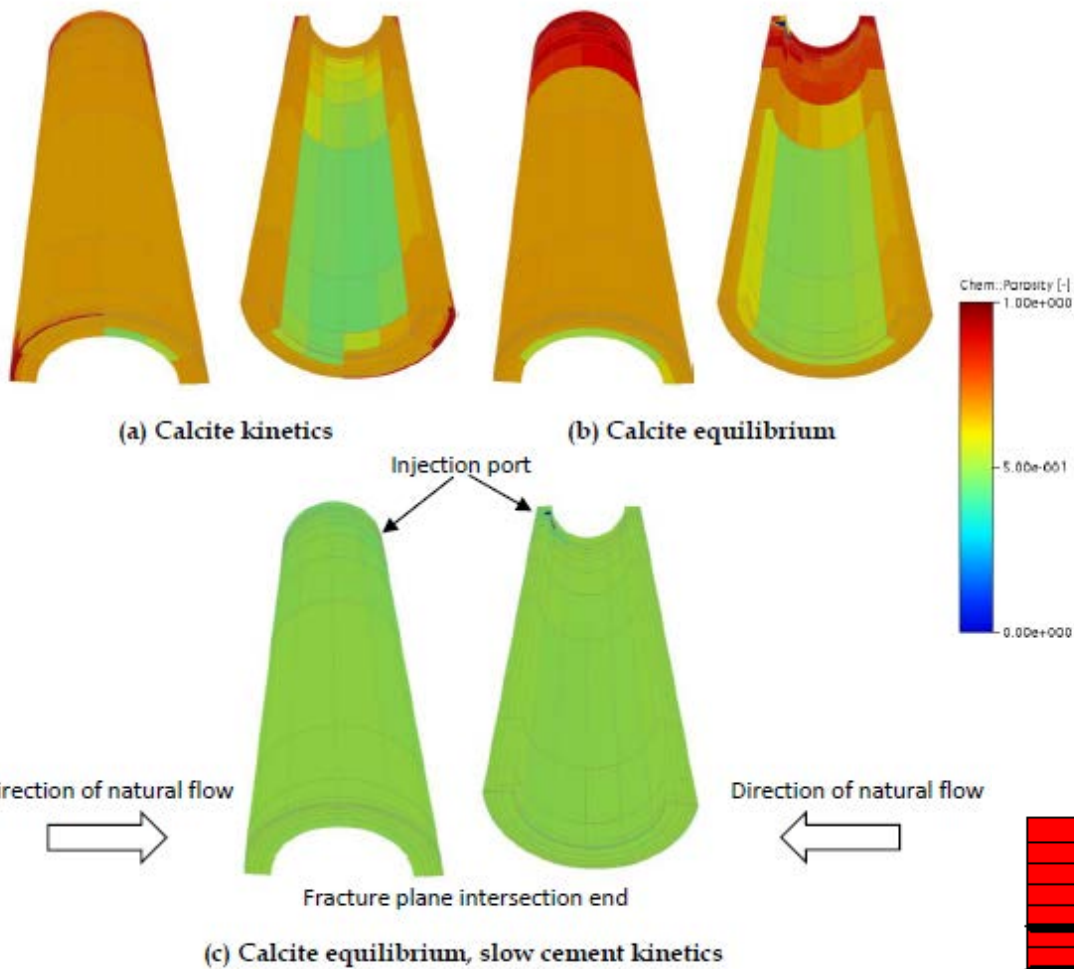 Chem::Porosity [-]
1.00e+000
5.00e-001
0.00e+000
(a) Calcite kinetics
(b) Calcite equilibrium
Injection port
irection of natural flow
Direction of natural flow
Fracture plane intersection end
(c) Calcite equilibrium, slow cement kinetics